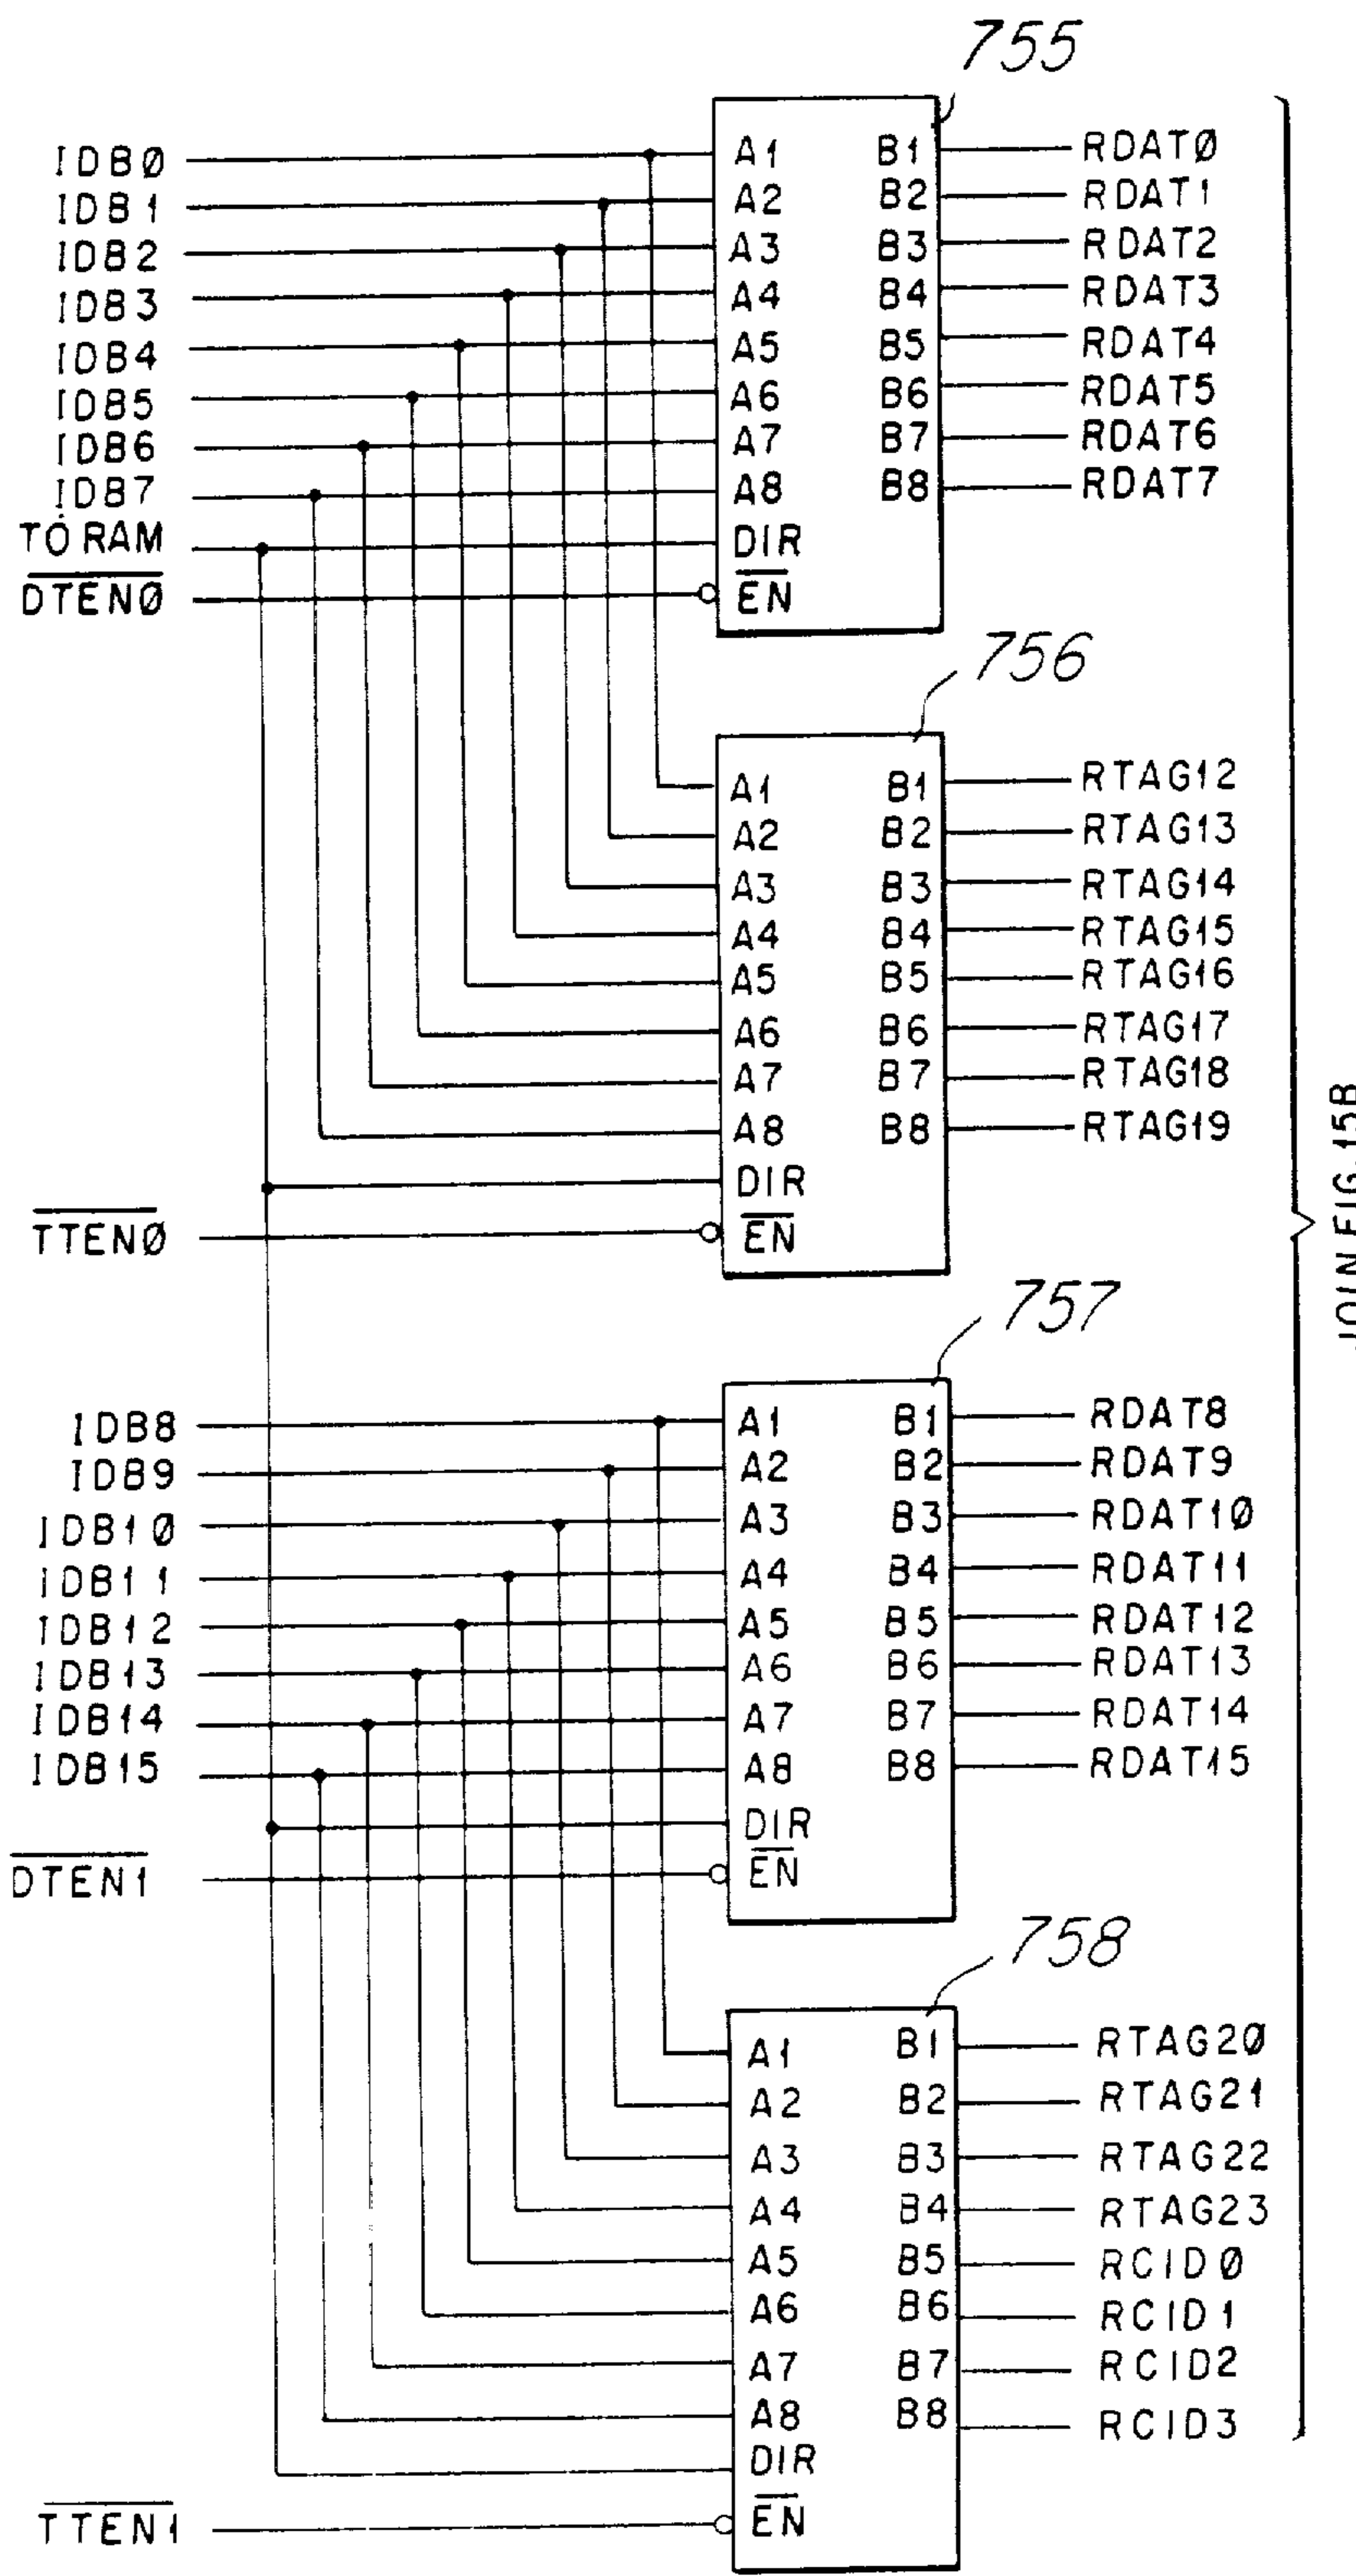 755
IDBØ A1 B1 RDATØ
IDB1 A2 B2 RDAT1
IDB2 A3 B3 RDAT2
IDB3 A4 B4 RDAT3
IDB4 A5 B5 RDAT4
IDB5 A6 B6 RDAT5
IDB6 A7 B7 RDAT6
IDB7 A8 B8 RDAT7
TO RAM DIR
DTENØ EN
756
A1 B1 RTAG12
A2 B2 RTAG13
A3 B3 RTAG14
A4 B4 RTAG15
A5 B5 RTAG16
A6 B6 RTAG17
A7 B7 RTAG18
A8 B8 RTAG19
DIR
TTENØ EN
JOIN FIG.15B
757
IDB8 A1 B1 RDAT8
IDB9 A2 B2 RDAT9
IDB1Ø A3 B3 RDAT1Ø
IDB11 A4 B4 RDAT11
IDB12 A5 B5 RDAT12
IDB13 A6 B6 RDAT13
IDB14 A7 B7 RDAT14
IDB15 A8 B8 RDAT15
DIR
DTEN1 EN
758
A1 B1 RTAG2Ø
A2 B2 RTAG21
A3 B3 RTAG22
A4 B4 RTAG23
A5 B5 RCIDØ
A6 B6 RCID1
A7 B7 RCID2
A8 B8 RCID3
DIR
TTEN1 EN